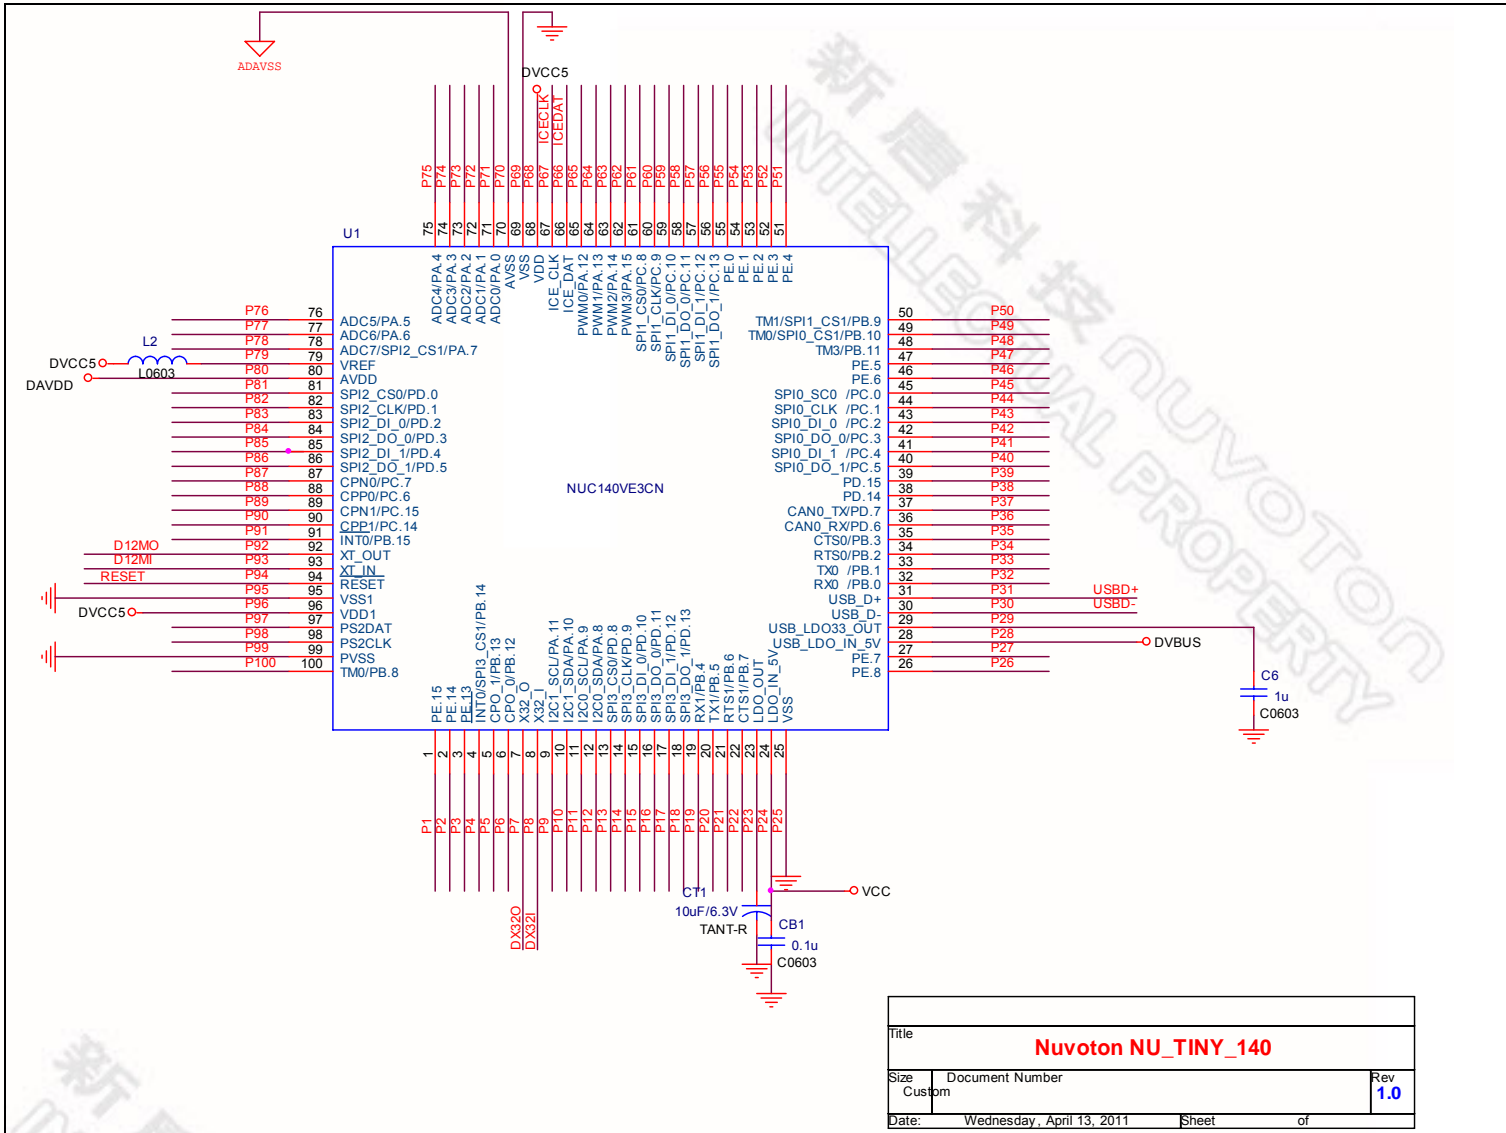 ADAVSS
DVCC5
ICECLK
ICEDAT
P75
P74
P73
P72
P71
P70
P69
P68
P67
P66
P65
P64
P63
P62
P61
P60
P59
P58
P57
P56
P55
P54
P53
P52
P51
U1
75
74
73
72
71
70
69
68
67
66
65
64
63
62
61
60
59
58
57
56
55
54
53
52
51
ADC4/PA.4
ADC3/PA.3
ADC2/PA.2
ADC1/PA.1
ADC0/PA.0
AVSS
VSS
VDD
ICE_CLK
ICE_DAT
PWM0/PA.12
PWM1/PA.13
PWM2/PA.14
PWM3/PA.15
SPI1_CS0/PC.8
SPI1_CLK/PC.9
SPI1_DI_0/PC.10
SPI1_DO_0/PC.11
SPI1_DI_1/PC.12
SPI1_DO_1/PC.13
PE.0
PE.1
PE.2
PE.3
PE.4
P76 76 ADC5/PA.5
P77 77 ADC6/PA.6
P78 78 ADC7/SPI2_CS1/PA.7
L2
DVCC5
L0603
P79 79 VREF
DAVDD
P80 80 AVDD
P81 81 SPI2_CS0/PD.0
P82 82 SPI2_CLK/PD.1
P83 83 SPI2_DI_0/PD.2
P84 84 SPI2_DO_0/PD.3
P85 85 SPI2_DI_1/PD.4
P86 86 SPI2_DO_1/PD.5
P87 87 CPN0/PC.7
P88 88 CPP0/PC.6
P89 89 CPN1/PC.15
P90 90 CPP1/PC.14
P91 91 INT0/PB.15
D12MO P92 92 XT_OUT
D12MI P93 93 XT_IN
RESET P94 94 RESET
P95 95 VSS1
DVCC5 P96 96 VDD1
P97 97 PS2DAT
P98 98 PS2CLK
P99 99 PVSS
P100 100 TM0/PB.8
NUC140VE3CN
TM1/SPI1_CS1/PB.9 50 P50
TM0/SPI0_CS1/PB.10 49 P49
TM3/PB.11 48 P48
PE.5 47 P47
PE.6 46 P46
SPI0_SC0 /PC.0 45 P45
SPI0_CLK /PC.1 44 P44
SPI0_DI_0 /PC.2 43 P43
SPI0_DO_0/PC.3 42 P42
SPI0_DI_1 /PC.4 41 P41
SPI0_DO_1/PC.5 40 P40
PD.15 39 P39
PD.14 38 P38
CAN0_TX/PD.7 37 P37
CAN0_RX/PD.6 36 P36
CTS0/PB.3 35 P35
RTS0/PB.2 34 P34
TX0 /PB.1 33 P33
RX0 /PB.0 32 P32
USB_D+ 31 P31 USBD+
USB_D- 30 P30 USBD-
USB_LDO33_OUT 29 P29
USB_LDO_IN_5V 28 P28 DVBUS
PE.7 27 P27
PE.8 26 P26
C6
1u
C0603
PE.15
PE.14
PE.13
INT0/SPI3_CS1/PB.14
CPO_1/PB.13
CPO_0/PB.12
X32_O
X32_I
I2C1_SCL/PA.11
I2C1_SDA/PA.10
I2C0_SCL/PA.9
I2C0_SDA/PA.8
SPI3_CS0/PD.8
SPI3_CLK/PD.9
SPI3_DI_0/PD.10
SPI3_DO_0/PD.11
SPI3_DI_1/PD.12
SPI3_DO_1/PD.13
RX1/PB.4
TX1/PB.5
RTS1/PB.6
CTS1/PB.7
LDO_OUT
LDO_IN_5V
VSS
1
2
3
4
5
6
7
8
9
10
11
12
13
14
15
16
17
18
19
20
21
22
23
24
25
P1
P2
P3
P4
P5
P6
P7
P8
P9
P10
P11
P12
P13
P14
P15
P16
P17
P18
P19
P20
P21
P22
P23
P24
P25
DX32O
DX32I
CT1
10uF/6.3V
TANT-R
VCC
CB1
0.1u
C0603
Title
Nuvoton NU_TINY_140
Size Document Number Rev
Custom 1.0
Date: Wednesday, April 13, 2011 Sheet of
新唐科技 nuvoton
INTELLECTUAL PROPERTY
新唐